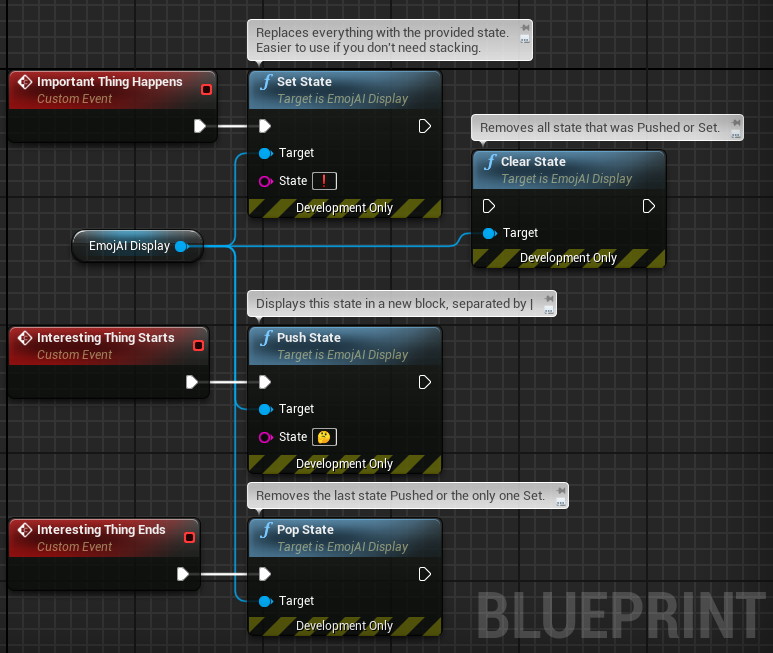 Replaces everything with the provided state.
Easier to use if you don't need stacking.
Important Thing Happens
Custom Event
f Set State
Target is EmojAI Display
Target
State ❗
Development Only
Removes all state that was Pushed or Set.
f Clear State
Target is EmojAI Display
Target
Development Only
EmojAI Display
Displays this state in a new block, separated by |
Interesting Thing Starts
Custom Event
f Push State
Target is EmojAI Display
Target
State 🤔
Development Only
Removes the last state Pushed or the only one Set.
Interesting Thing Ends
Custom Event
f Pop State
Target is EmojAI Display
Target
Development Only
BLUEPRINT